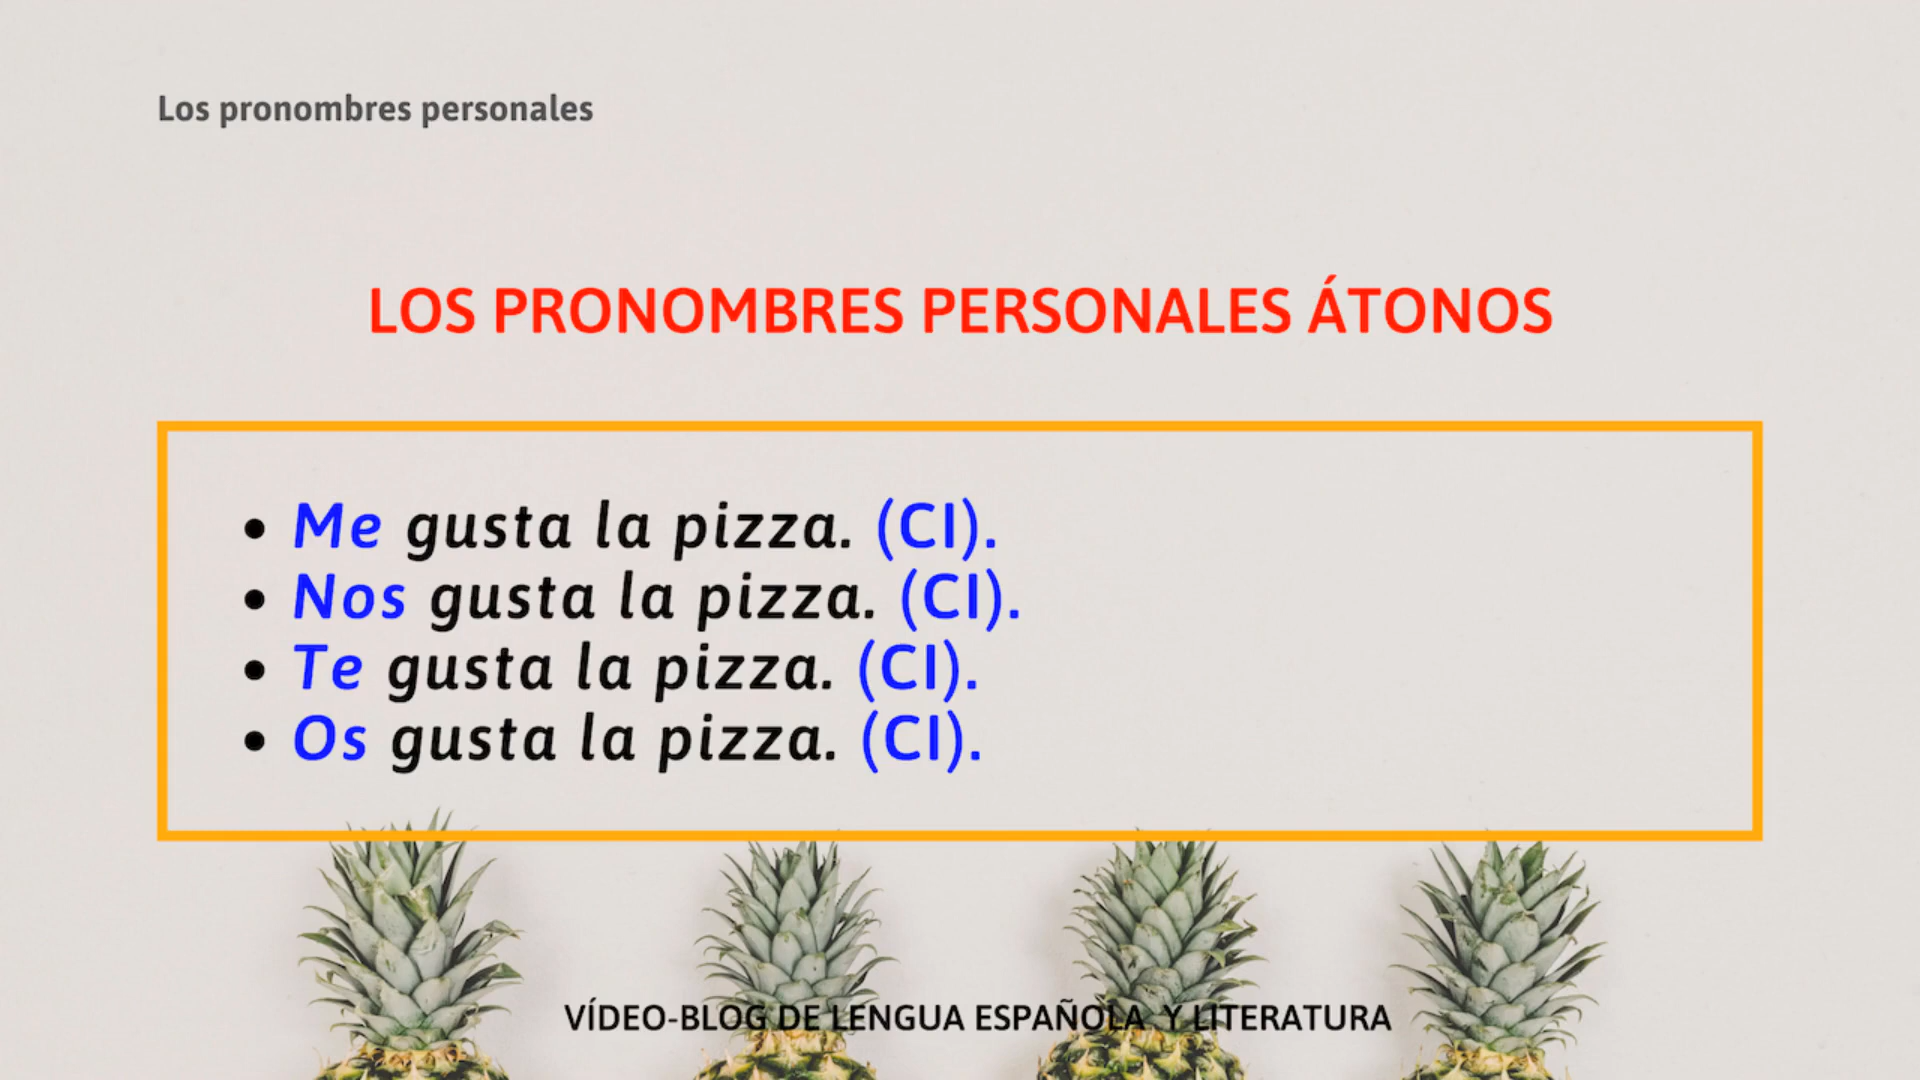 Los pronombres personales
LOS PRONOMBRES PERSONALES ÁTONOS
• Me gusta la pizza. (CI).
• Nos gusta la pizza. (CI).
• Te gusta la pizza. (CI).
• Os gusta la pizza. (CI).
VÍDEO-BLOG DE LENGUA ESPAÑOLA Y LITERATURA